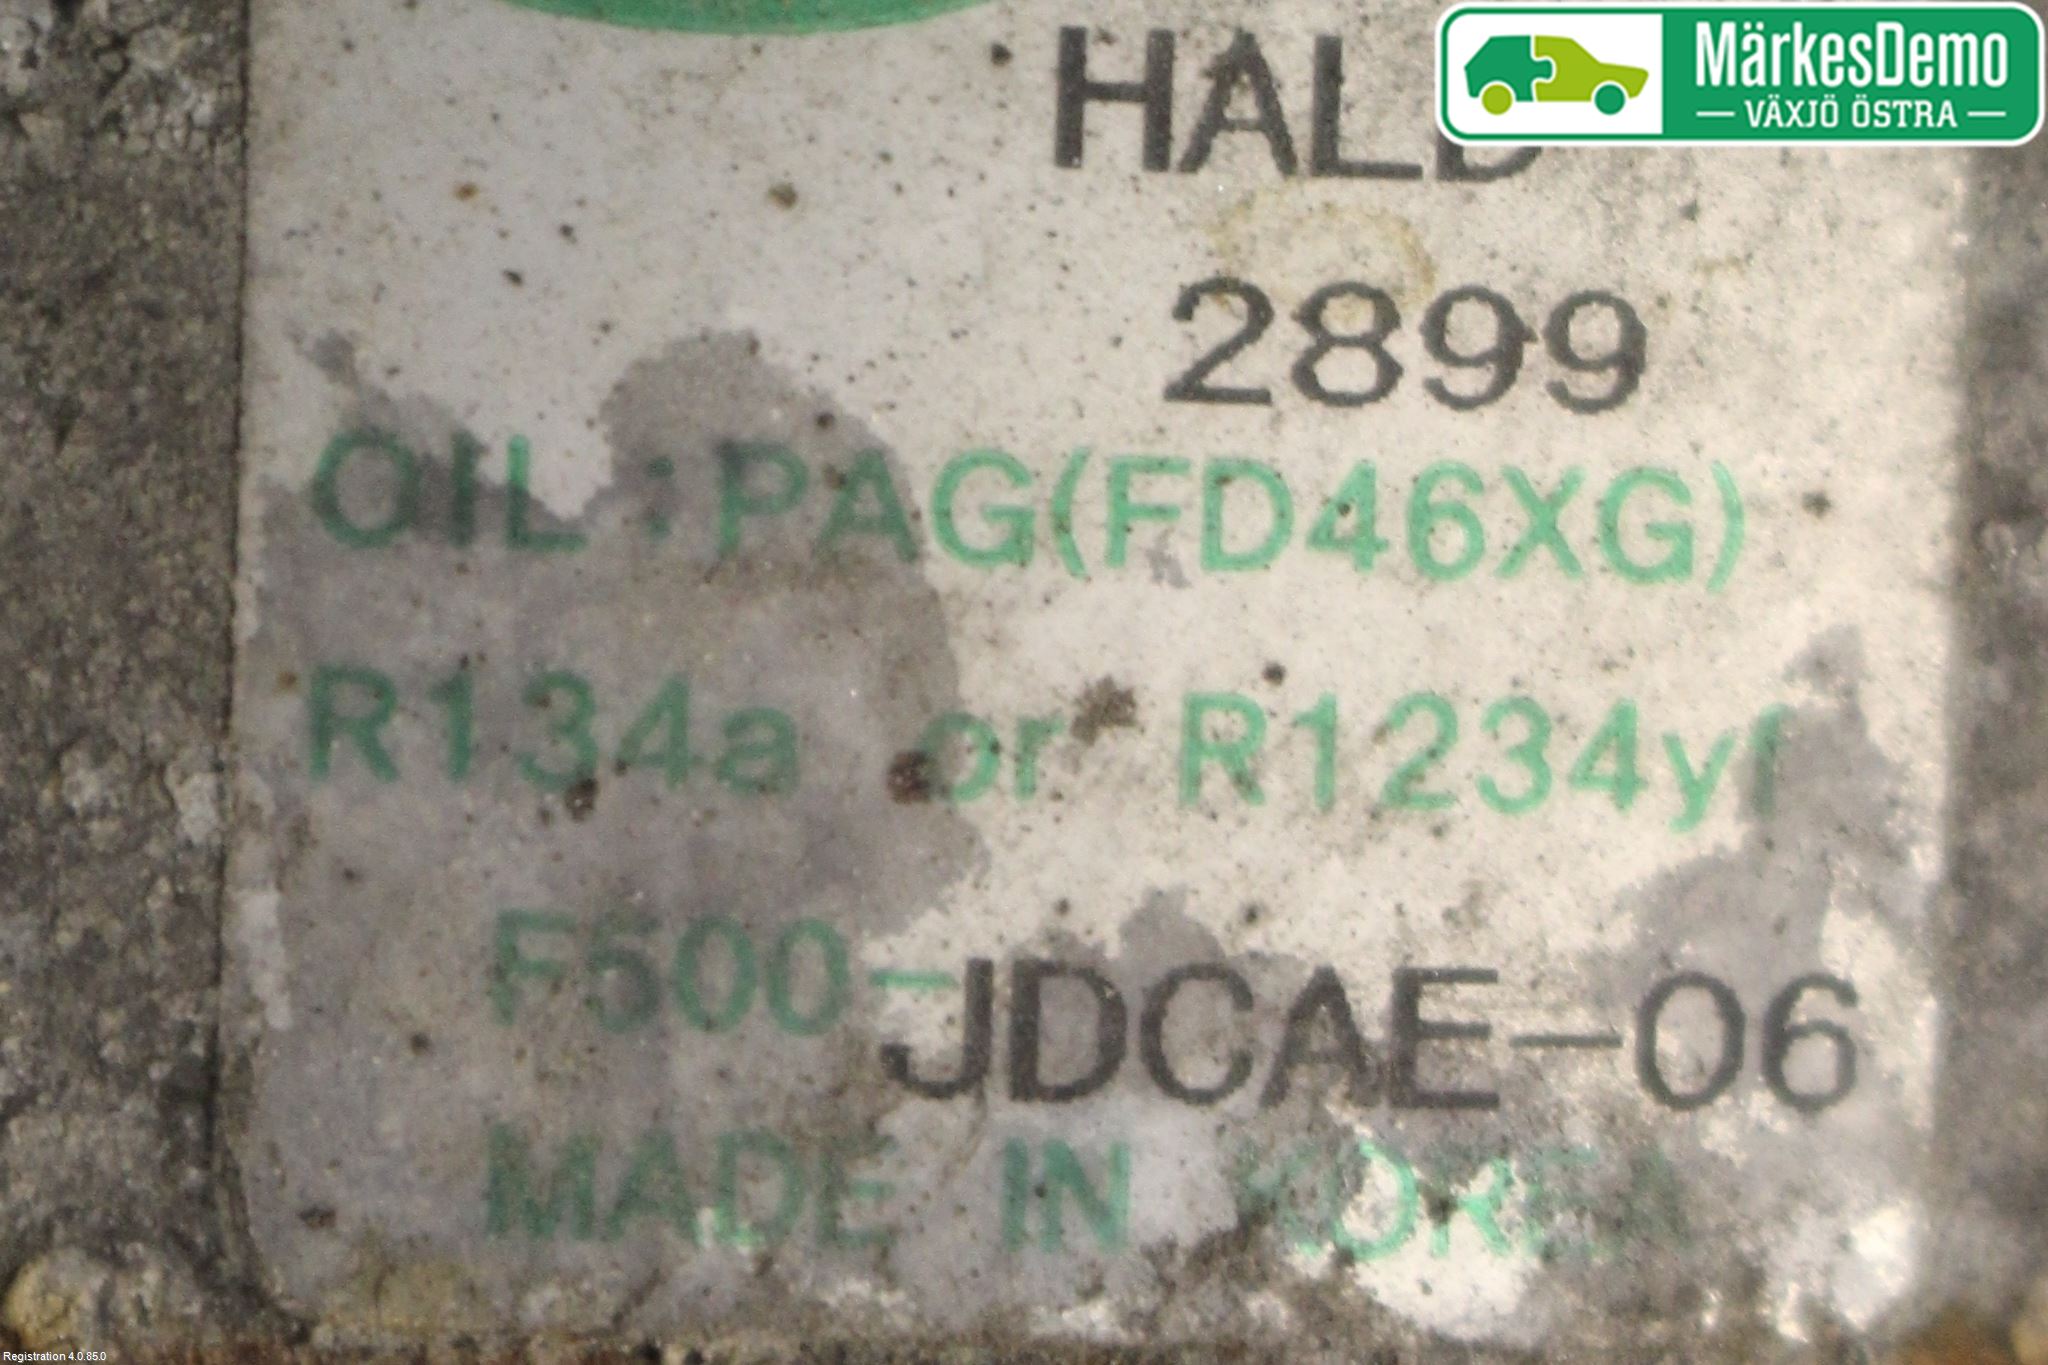 MärkesDemo
VÄXJÖ ÖSTRA
2899
OIL:PAG(FD46XG)
R134a or R1234yf
F500-JDCAE-06
MADE IN KOREA
Registration 4.0.85.0